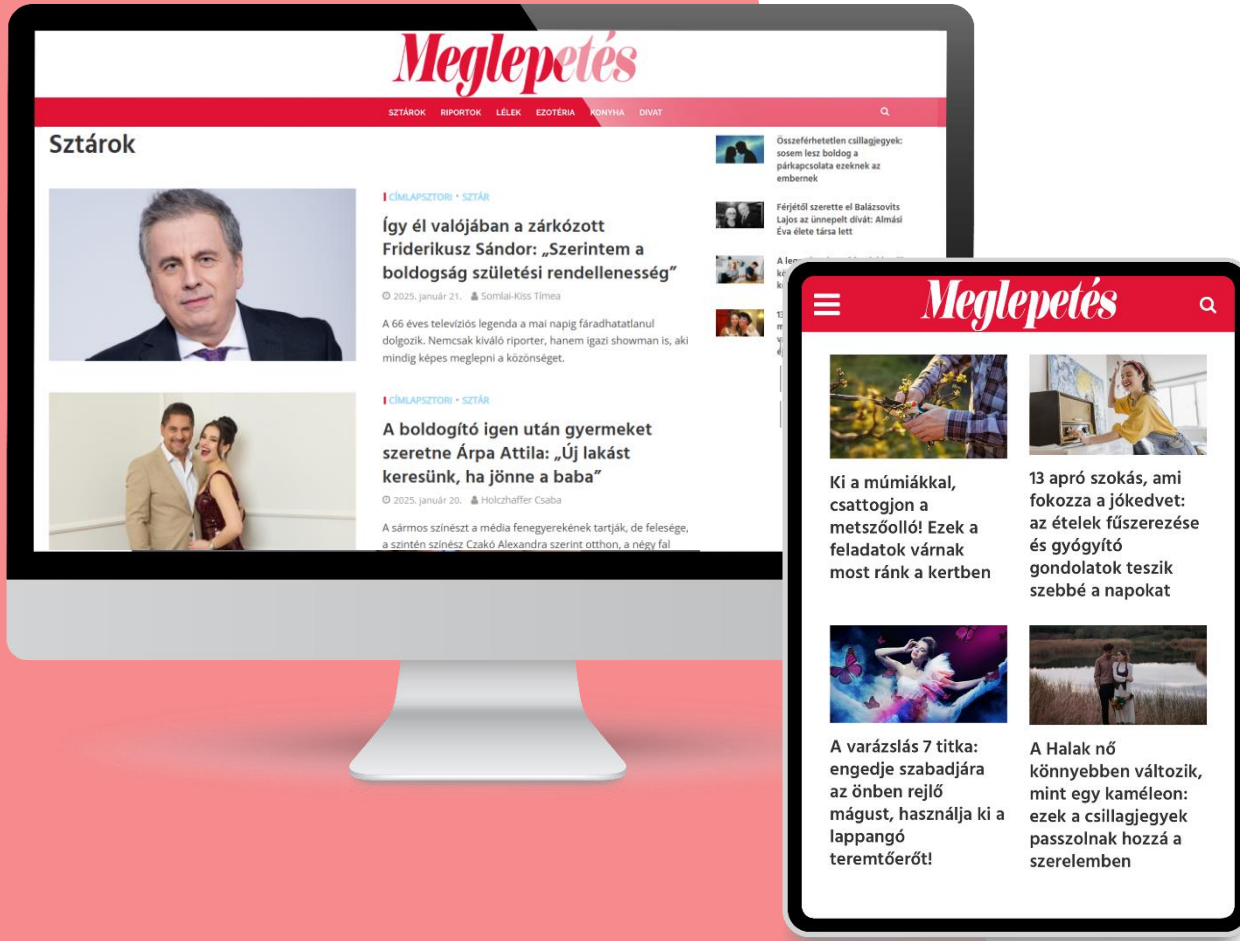 Meglepetés
SZTÁROK RIPORTOK LÉLEK EZOTÉRIA KONYHA DIVAT
Sztárok
CÍMLAPSZTORI • SZTÁR
Így él valójában a zárkózott
Friderikusz Sándor: „Szerintem a
boldogság születési rendellenesség”
2025. január 21. Somlai-Kiss Tímea
A 66 éves televíziós legenda a mai napig fáradhatatlanul
dolgozik. Nemcsak kiváló riporter, hanem igazi showman is, aki
mindig képes meglepni a közönséget.
CÍMLAPSZTORI • SZTÁR
A boldogító igen után gyermeket
szeretne Árpa Attila: „Új lakást
keresünk, ha jönne a baba”
2025. január 20. Holczhaffer Csaba
A sármos színészt a média fenegyerekének tartják, de felesége,
a szintén színész Czakó Alexandra szerint otthon, a négy fal
Összeférhetetlen csillagjegyek:
sosem lesz boldog a
párkapcsolata ezeknek az
embernek
Férjétől szerette el Balázsovits
Lajos az ünnepelt dívát: Almási
Éva élete társa lett
A
13
Meglepetés
Ki a múmiákkal,
csattogjon a
metszőolló! Ezek a
feladatok várnak
most ránk a kertben
13 apró szokás, ami
fokozza a jókedvet:
az ételek fűszerezése
és gyógyító
gondolatok teszik
szebbé a napokat
A varázslás 7 titka:
engedje szabadjára
az önben rejlő
mágust, használja ki a
lappangó
teremtőerőt!
A Halak nő
könnyebben változik,
mint egy kaméleon:
ezek a csillagjegyek
passzolnak hozzá a
szerelemben